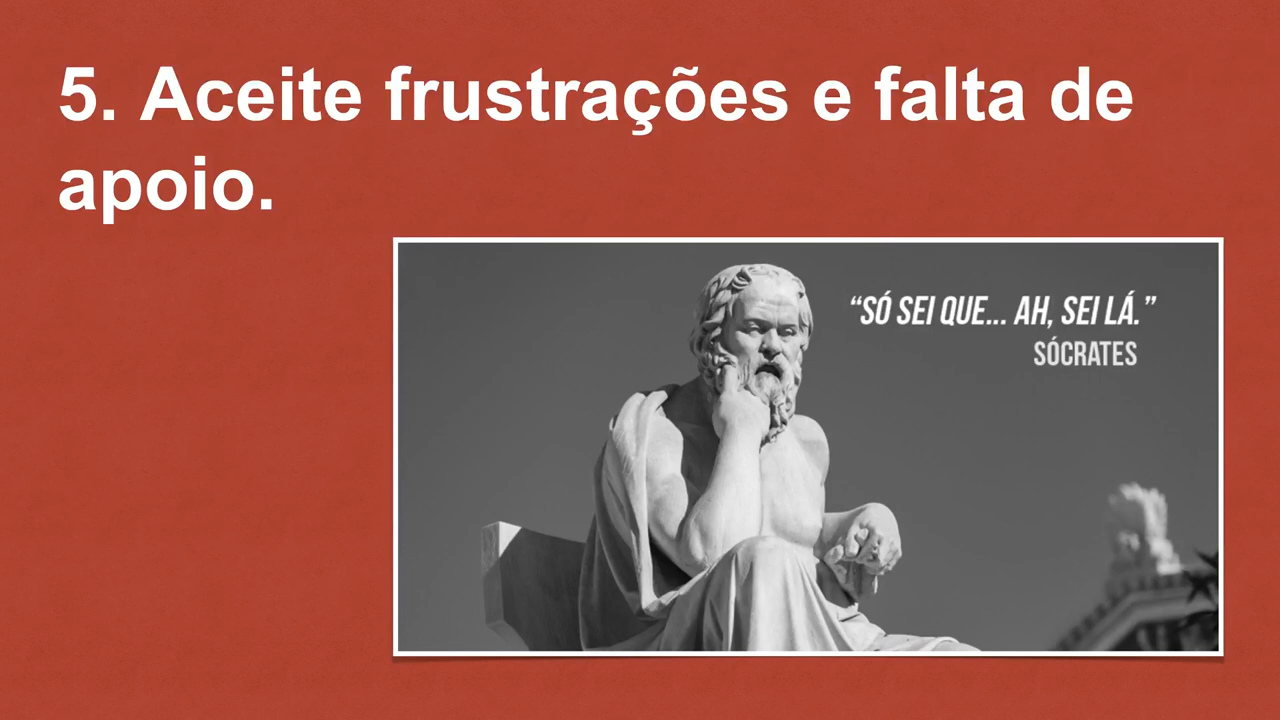 5. Aceite frustrações e falta de
apoio.
“SÓ SEI QUE... AH, SEI LÁ.”
SÓCRATES